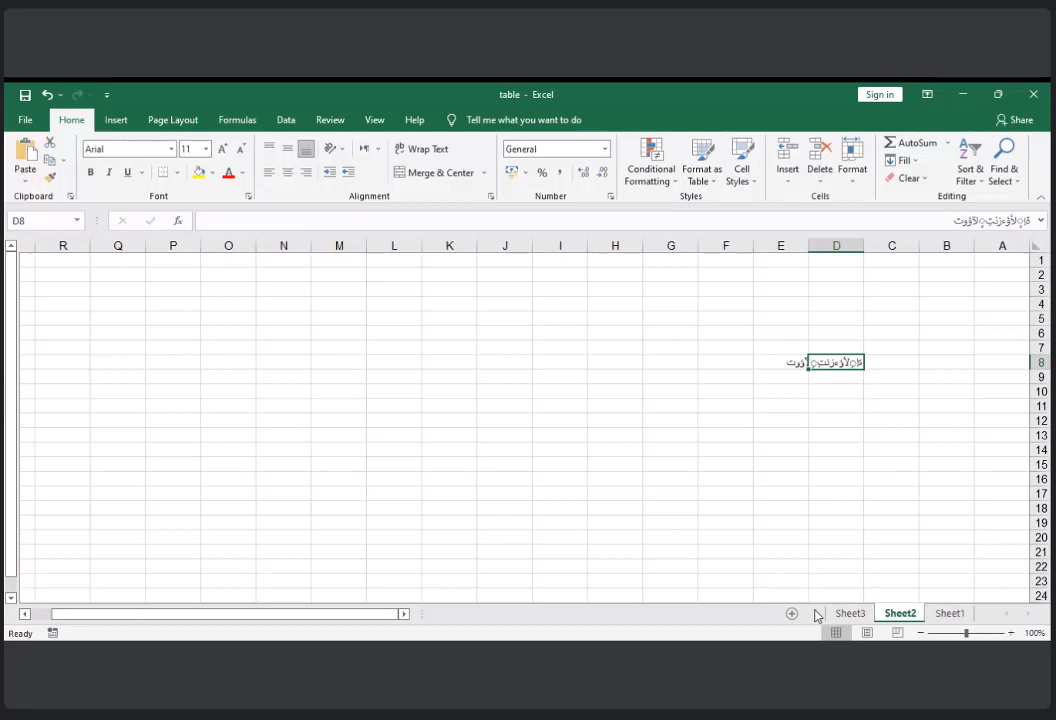 table - Excel
Sign in
File Home Insert Page Layout Formulas Data Review View Help Tell me what you want to do Share
Paste
Arial 11
Wrap Text
Merge & Center
General
Conditional Formatting
Format as Table
Cell Styles
Insert Delete Format
AutoSum
Fill
Clear
Sort & Filter
Find & Select
Clipboard Font Alignment Number Styles Cells Editing
D8 fx
R Q P O N M L K J I H G F E D C B A
1
2
3
4
5
6
7
8
9
10
11
12
13
14
15
16
17
18
19
20
21
22
23
24
Sheet3 Sheet2 Sheet1
Ready 100%